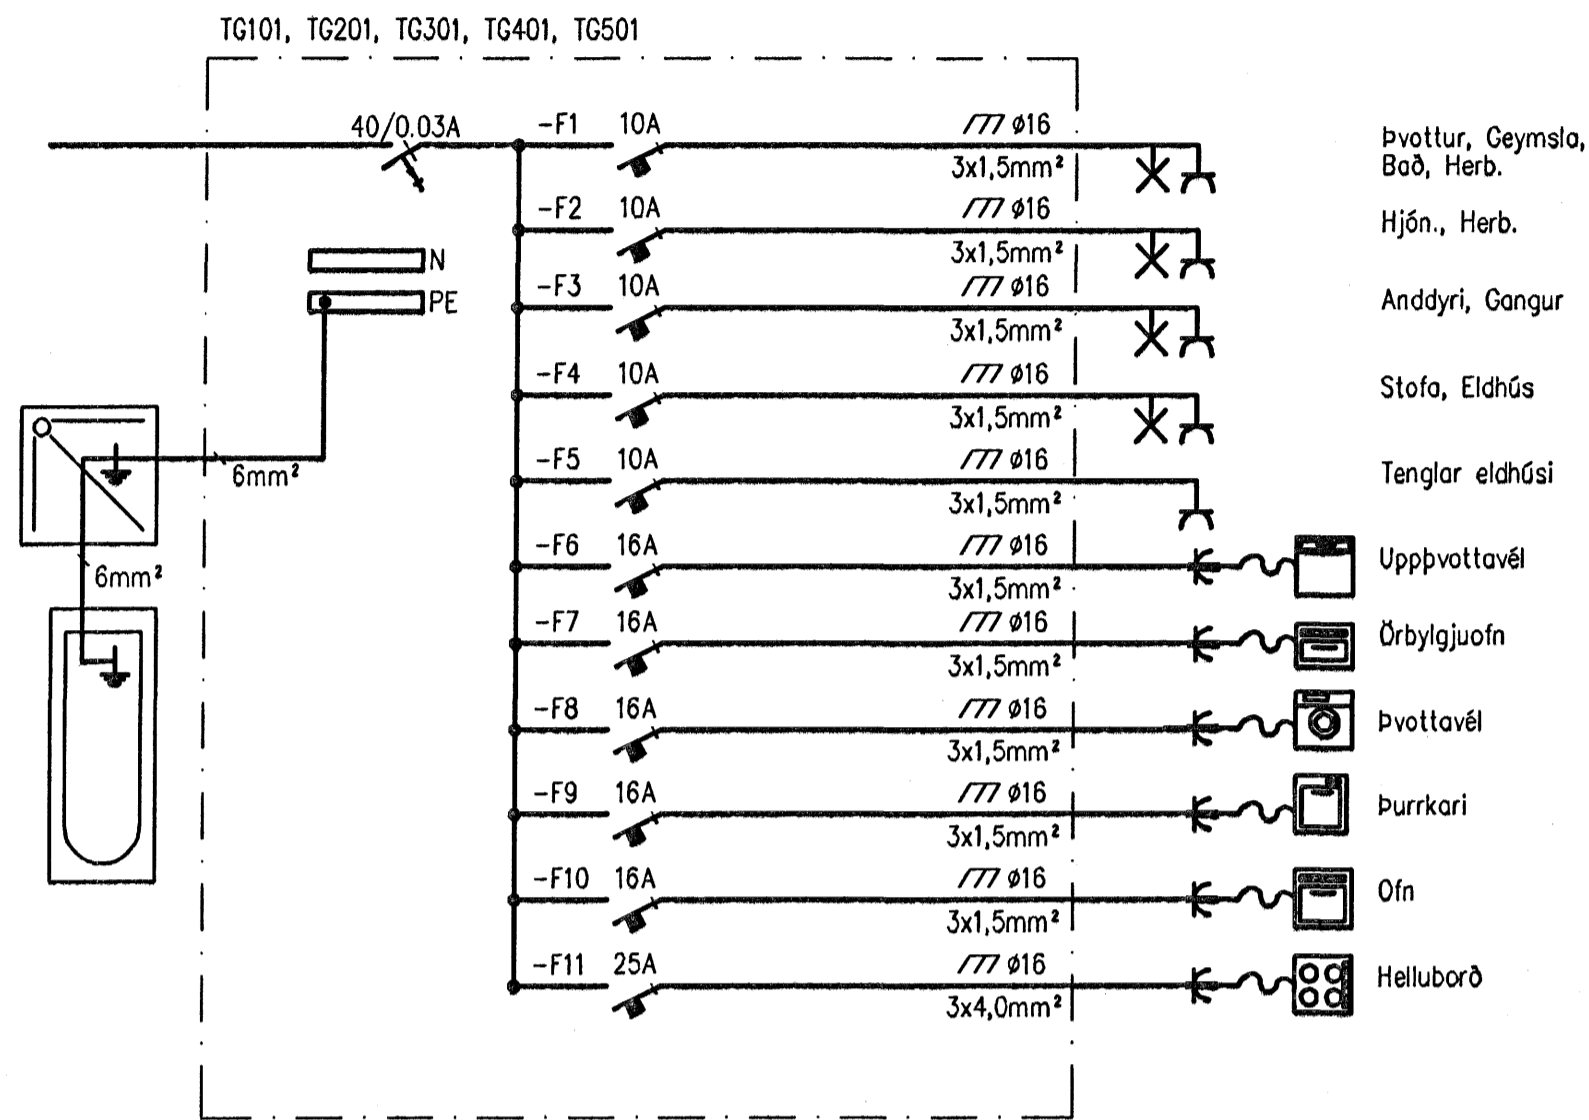 TG101, TG201, TG301, TG401, TG501
40/0.03A
N
PE
6mm²
6mm²
-F1 10A ø16
3x1,5mm²
Þvottur, Geymsla,
Bað, Herb.
-F2 10A ø16
3x1,5mm²
Hjón., Herb.
-F3 10A ø16
3x1,5mm²
Anddyri, Gangur
-F4 10A ø16
3x1,5mm²
Stofa, Eldhús
-F5 10A ø16
3x1,5mm²
Tenglar eldhúsi
-F6 16A ø16
3x1,5mm²
Uppþvottavél
-F7 16A ø16
3x1,5mm²
Örbylgjuofn
-F8 16A ø16
3x1,5mm²
Þvottavél
-F9 16A ø16
3x1,5mm²
Þurrkari
-F10 16A ø16
3x1,5mm²
Ofn
-F11 25A ø16
3x4,0mm²
Helluborð